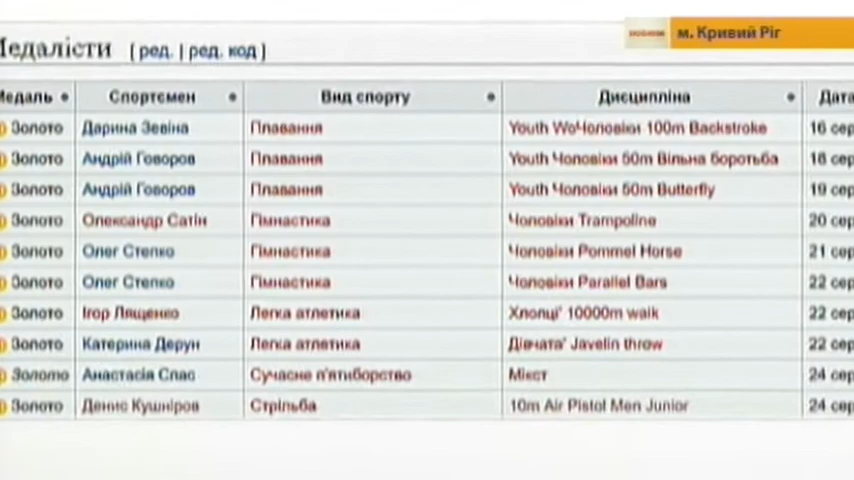 м. Кривий Ріг
Медалісти [ред. | ред. код]
Медаль Спортсмен Вид спорту Дисципліна Дата
Золото Дарина Зевіна Плавання Youth WoЧоловіки 100m Backstroke 16 сер
Золото Андрій Говоров Плавання Youth Чоловіки 50m Вільна боротьба 18 сер
Золото Андрій Говоров Плавання Youth Чоловіки 50m Butterfly 19 сер
Золото Олександр Сатін Гімнастика Чоловіки Trampoline 20 сер
Золото Олег Степко Гімнастика Чоловіки Pommel Horse 21 сер
Золото Олег Степко Гімнастика Чоловіки Parallel Bars 22 сер
Золото Ігор Лященко Легка атлетика Хлопці' 10000m walk 22 сер
Золото Катерина Дерун Легка атлетика Дівчата' Javelin throw 22 сер
Золото Анастасія Спас Сучасне п'ятиборство Мікст 24 сер
Золото Денис Кушніров Стрільба 10m Air Pistol Men Junior 24 сер